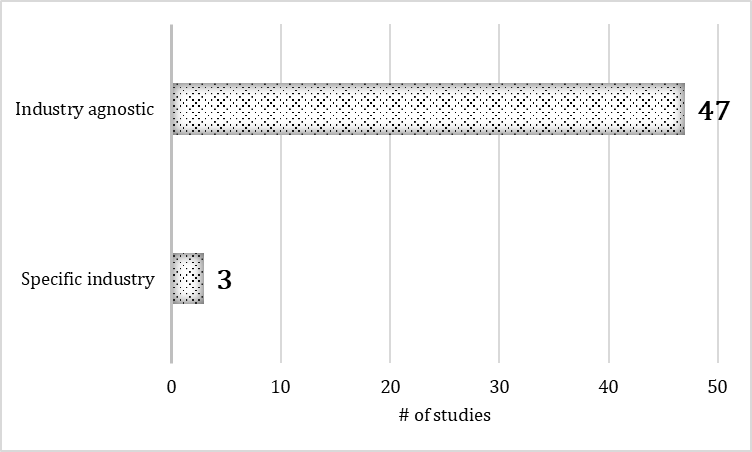 Industry agnostic
47
Specific industry
3
0 10 20 30 40 50
# of studies